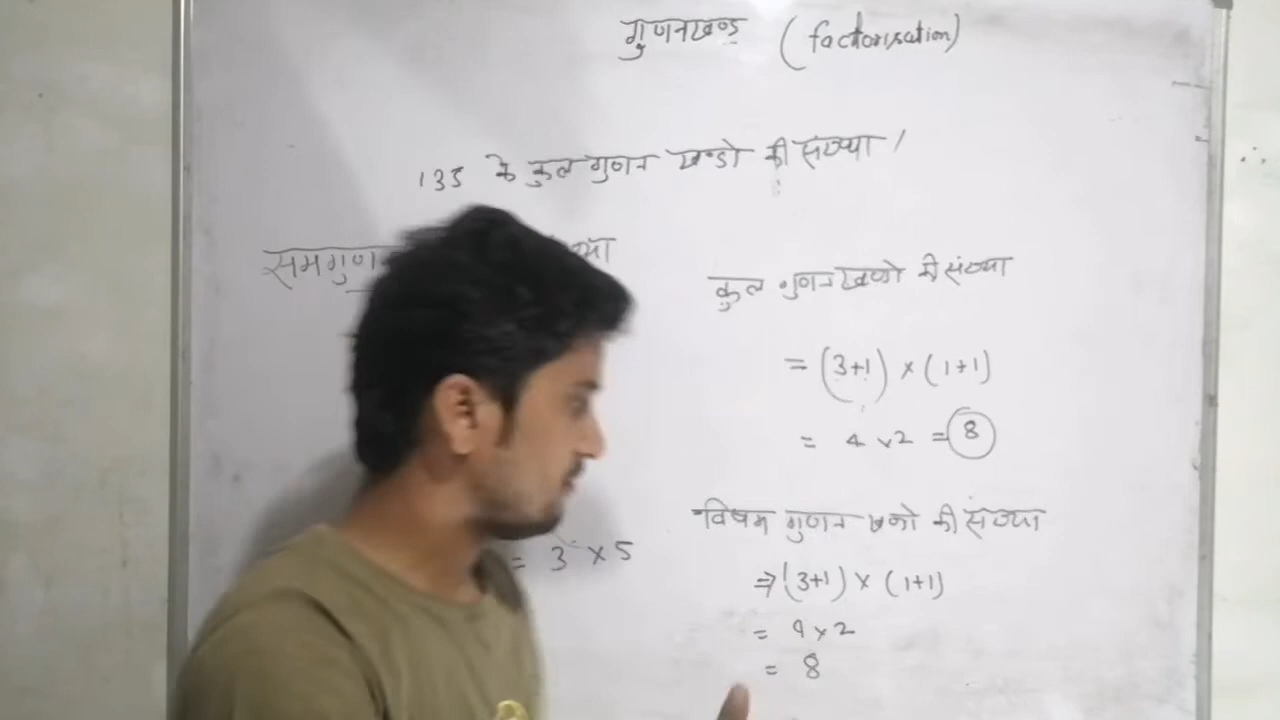 गुणनखण्ड (factorisation)
135 के कुल गुणन खण्डो की संख्या /
समगुण
कुल गुणनखण्डो की संख्या
= (3+1) × (1+1)
= 4 × 2 = 8
विषम गुणन की संख्या
⇒ (3+1) × (1+1)
= 4 × 2
= 8
= 3 × 5